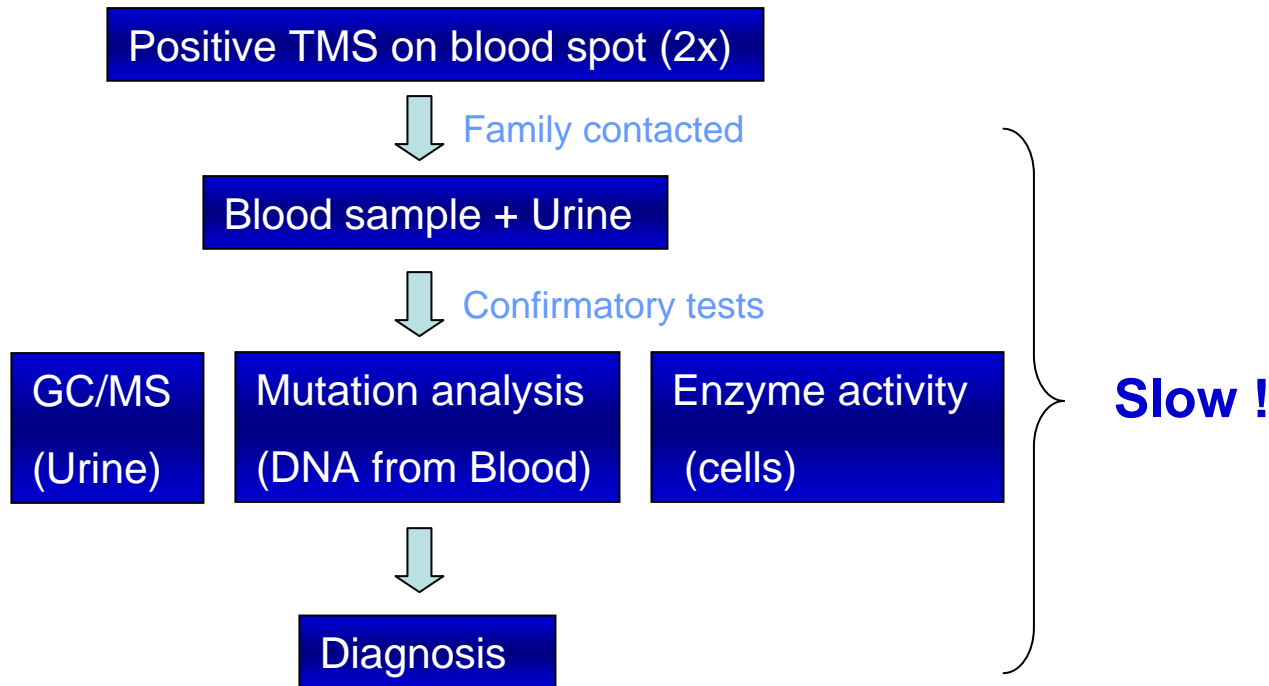 Positive TMS on blood spot (2x)
Family contacted
Blood sample + Urine
Confirmatory tests
GC/MS
(Urine)
Mutation analysis
(DNA from Blood)
Enzyme activity
(cells)
Slow !
Diagnosis